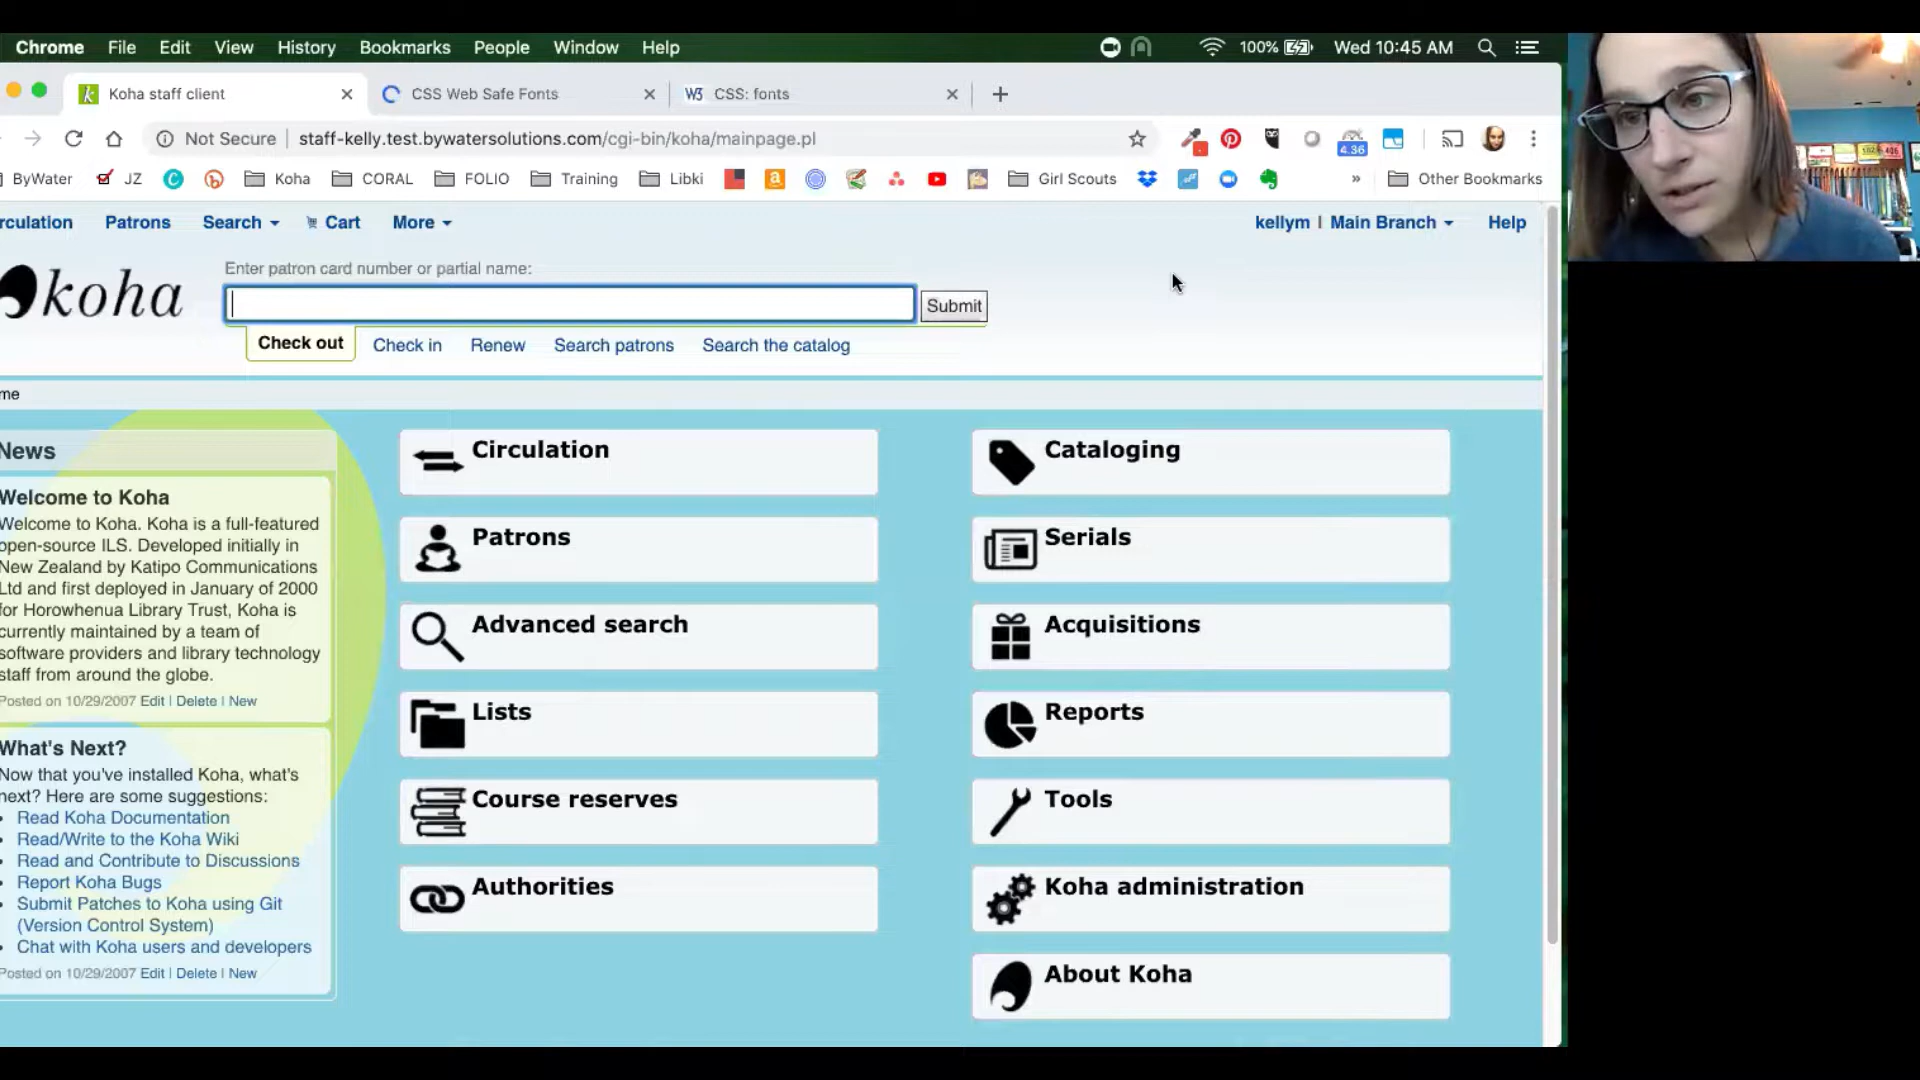 Chrome File Edit View History Bookmarks People Window Help 100% Wed 10:45 AM
Koha staff client CSS Web Safe Fonts W3 CSS: fonts
Not Secure staff-kelly.test.bywatersolutions.com/cgi-bin/koha/mainpage.pl 4.36
ByWater JZ Koha CORAL FOLIO Training Libki Girl Scouts » Other Bookmarks
rculation Patrons Search Cart More kellym | Main Branch Help
koha
Enter patron card number or partial name:
Submit
Check out Check in Renew Search patrons Search the catalog
me
News
Welcome to Koha
Welcome to Koha. Koha is a full-featured
open-source ILS. Developed initially in
New Zealand by Katipo Communications
Ltd and first deployed in January of 2000
for Horowhenua Library Trust, Koha is
currently maintained by a team of
software providers and library technology
staff from around the globe.
Posted on 10/29/2007 Edit | Delete | New
What's Next?
Now that you've installed Koha, what's
next? Here are some suggestions:
• Read Koha Documentation
• Read/Write to the Koha Wiki
• Read and Contribute to Discussions
• Report Koha Bugs
• Submit Patches to Koha using Git
(Version Control System)
• Chat with Koha users and developers
Posted on 10/29/2007 Edit | Delete | New
Circulation
Patrons
Advanced search
Lists
Course reserves
Authorities
Cataloging
Serials
Acquisitions
Reports
Tools
Koha administration
About Koha